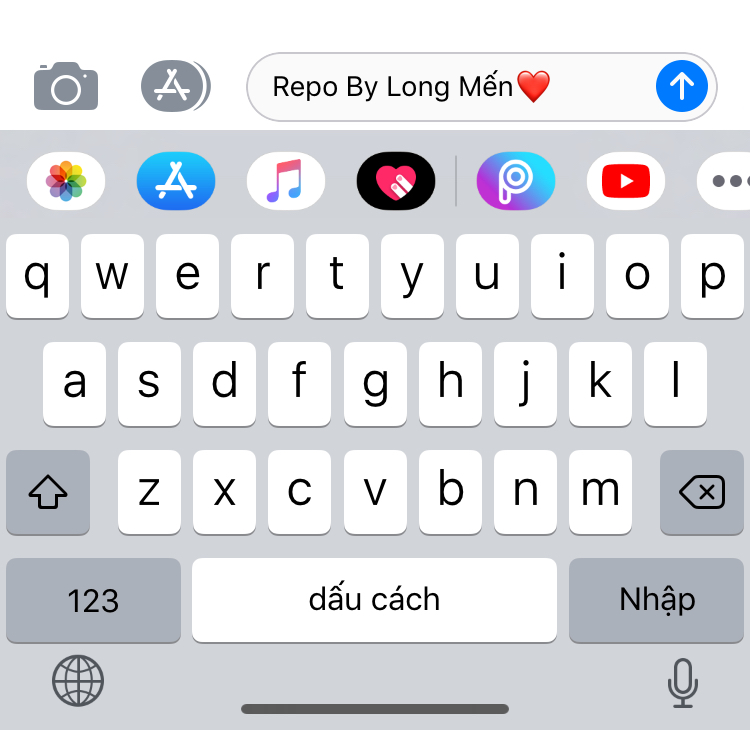 Repo By Long Mến❤️
q w e r t y u i o p
a s d f g h j k l
z x c v b n m
123 dấu cách Nhập